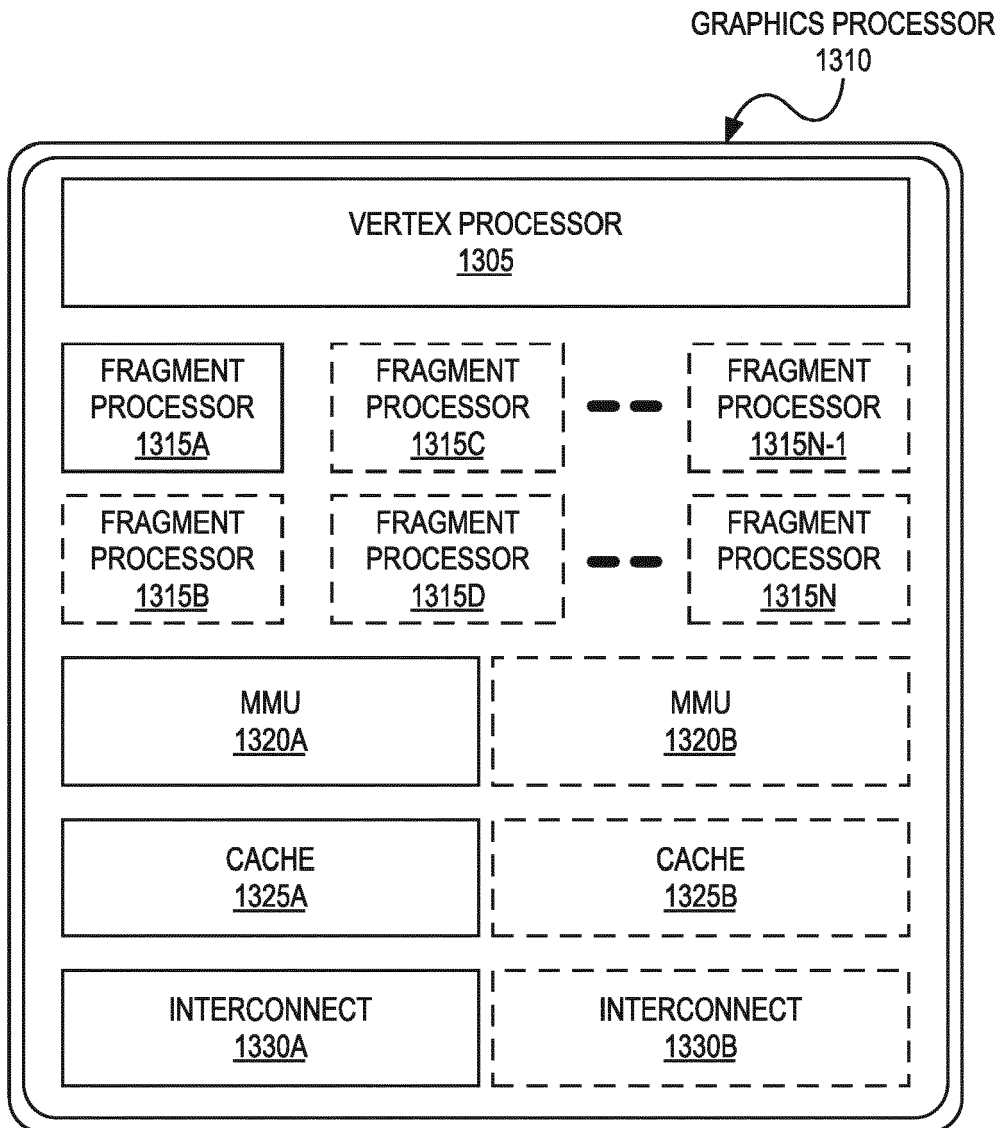 GRAPHICS PROCESSOR
1310
VERTEX PROCESSOR
1305
FRAGMENT
PROCESSOR
1315A
FRAGMENT
PROCESSOR
1315C
FRAGMENT
PROCESSOR
1315N-1
FRAGMENT
PROCESSOR
1315B
FRAGMENT
PROCESSOR
1315D
FRAGMENT
PROCESSOR
1315N
MMU
1320A
MMU
1320B
CACHE
1325A
CACHE
1325B
INTERCONNECT
1330A
INTERCONNECT
1330B